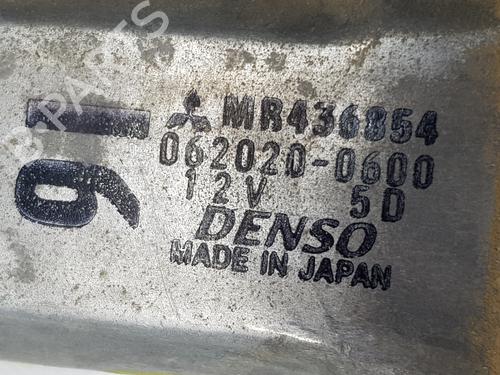 MR436854
062020-0600
12V 5D
DENSO
MADE IN JAPAN